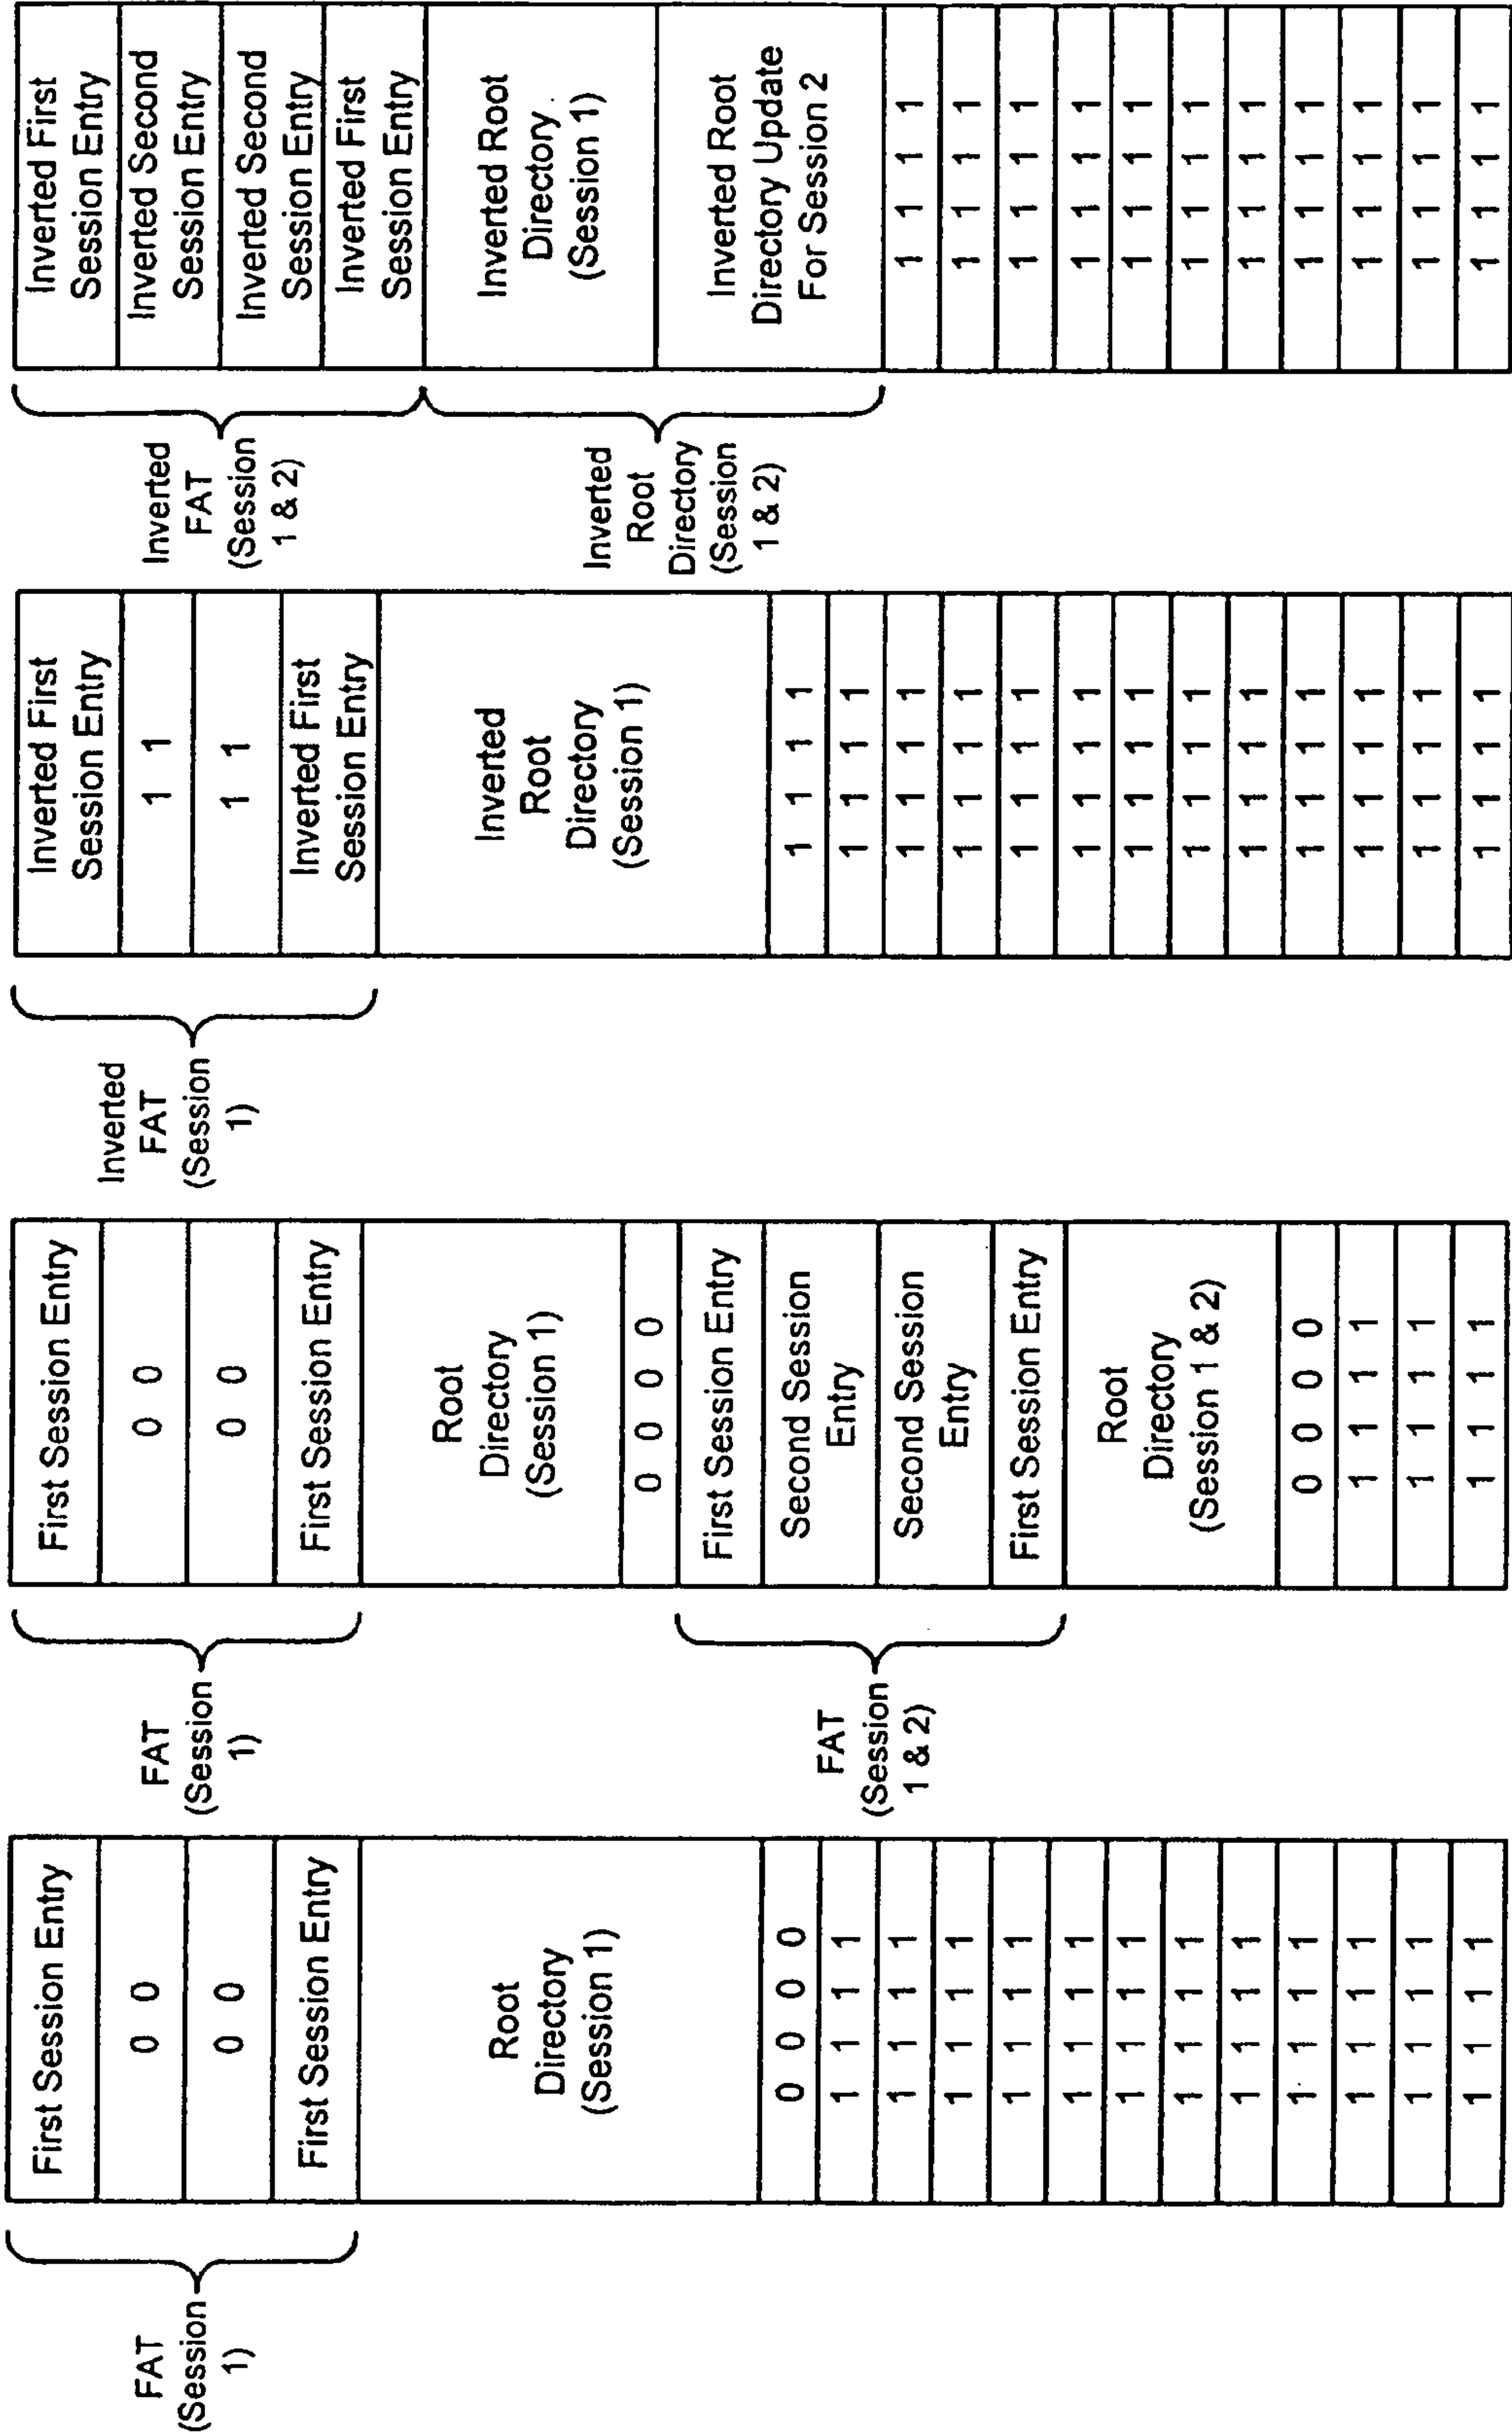 FAT
(Session
1)
First Session Entry
0 0
0 0
First Session Entry
Root
Directory
(Session 1)
0 0 0 0
1 1 1 1
1 1 1 1
1 1 1 1
1 1 1 1
1 1 1 1
1 1 1 1
1 1 1 1
1 1 1 1
1 1 1 1
1 1 1 1
1 1 1 1
1 1 1 1
FAT
(Session
1)
First Session Entry
0 0
0 0
First Session Entry
Root
Directory
(Session 1)
0 0 0 0
FAT
(Session
1 & 2)
First Session Entry
Second Session
Entry
Second Session
Entry
First Session Entry
Root
Directory
(Session 1 & 2)
0 0 0 0
1 1 1 1
1 1 1 1
1 1 1 1
Inverted
FAT
(Session
1)
Inverted First
Session Entry
1 1
1 1
Inverted First
Session Entry
Inverted
Root
Directory
(Session 1)
1 1 1 1
1 1 1 1
1 1 1 1
1 1 1 1
1 1 1 1
1 1 1 1
1 1 1 1
1 1 1 1
1 1 1 1
1 1 1 1
1 1 1 1
1 1 1 1
1 1 1 1
Inverted
FAT
(Session
1 & 2)
Inverted First
Session Entry
Inverted Second
Session Entry
Inverted Second
Session Entry
Inverted First
Session Entry
Inverted
Root
Directory
(Session
1 & 2)
Inverted Root
Directory
(Session 1)
Inverted Root
Directory Update
For Session 2
1 1 1 1
1 1 1 1
1 1 1 1
1 1 1 1
1 1 1 1
1 1 1 1
1 1 1 1
1 1 1 1
1 1 1 1
1 1 1 1
1 1 1 1